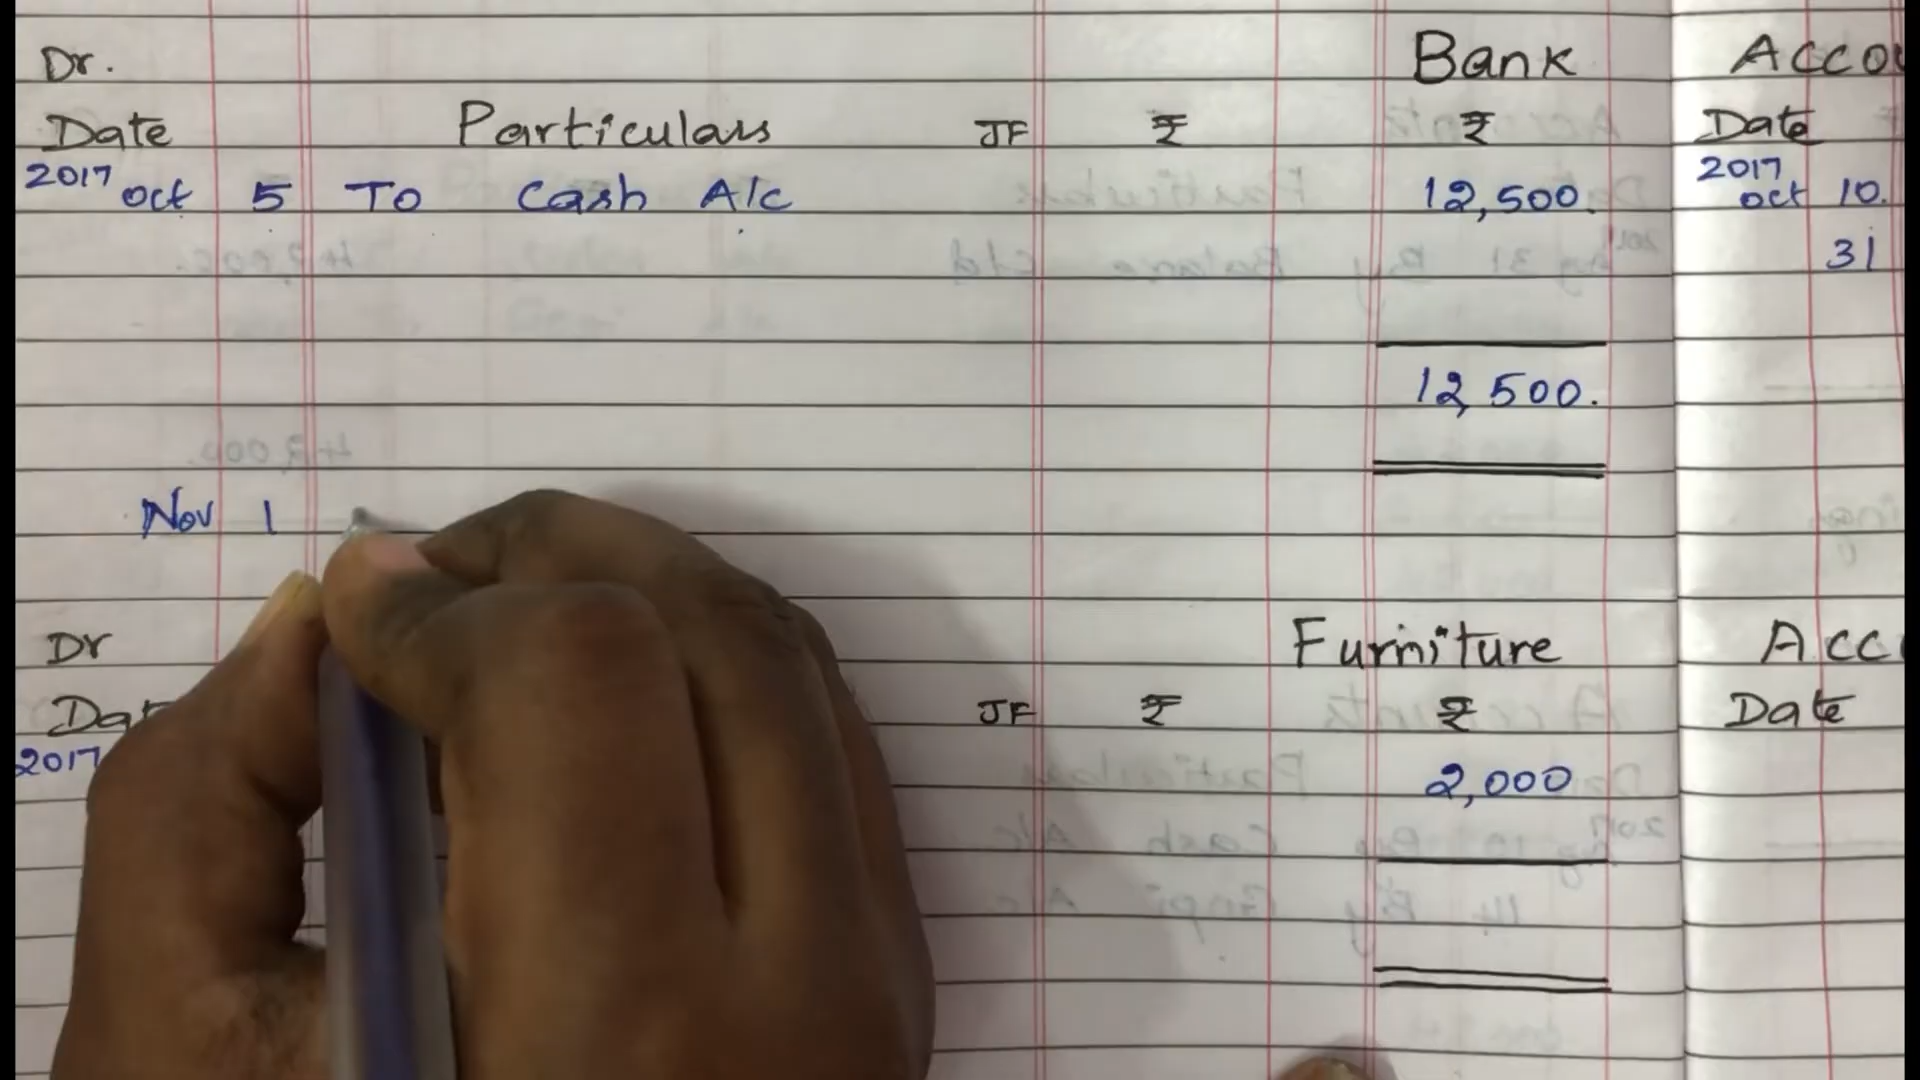 Dr. Bank Acco
Date Particulars JF ₹ ₹ Date
2017 oct 5 To Cash A/c 12,500. 2017 oct 10.
31
12,500.
Nov 1
Dr Furniture Acc
Dat JF ₹ ₹ Date
2017 2,000